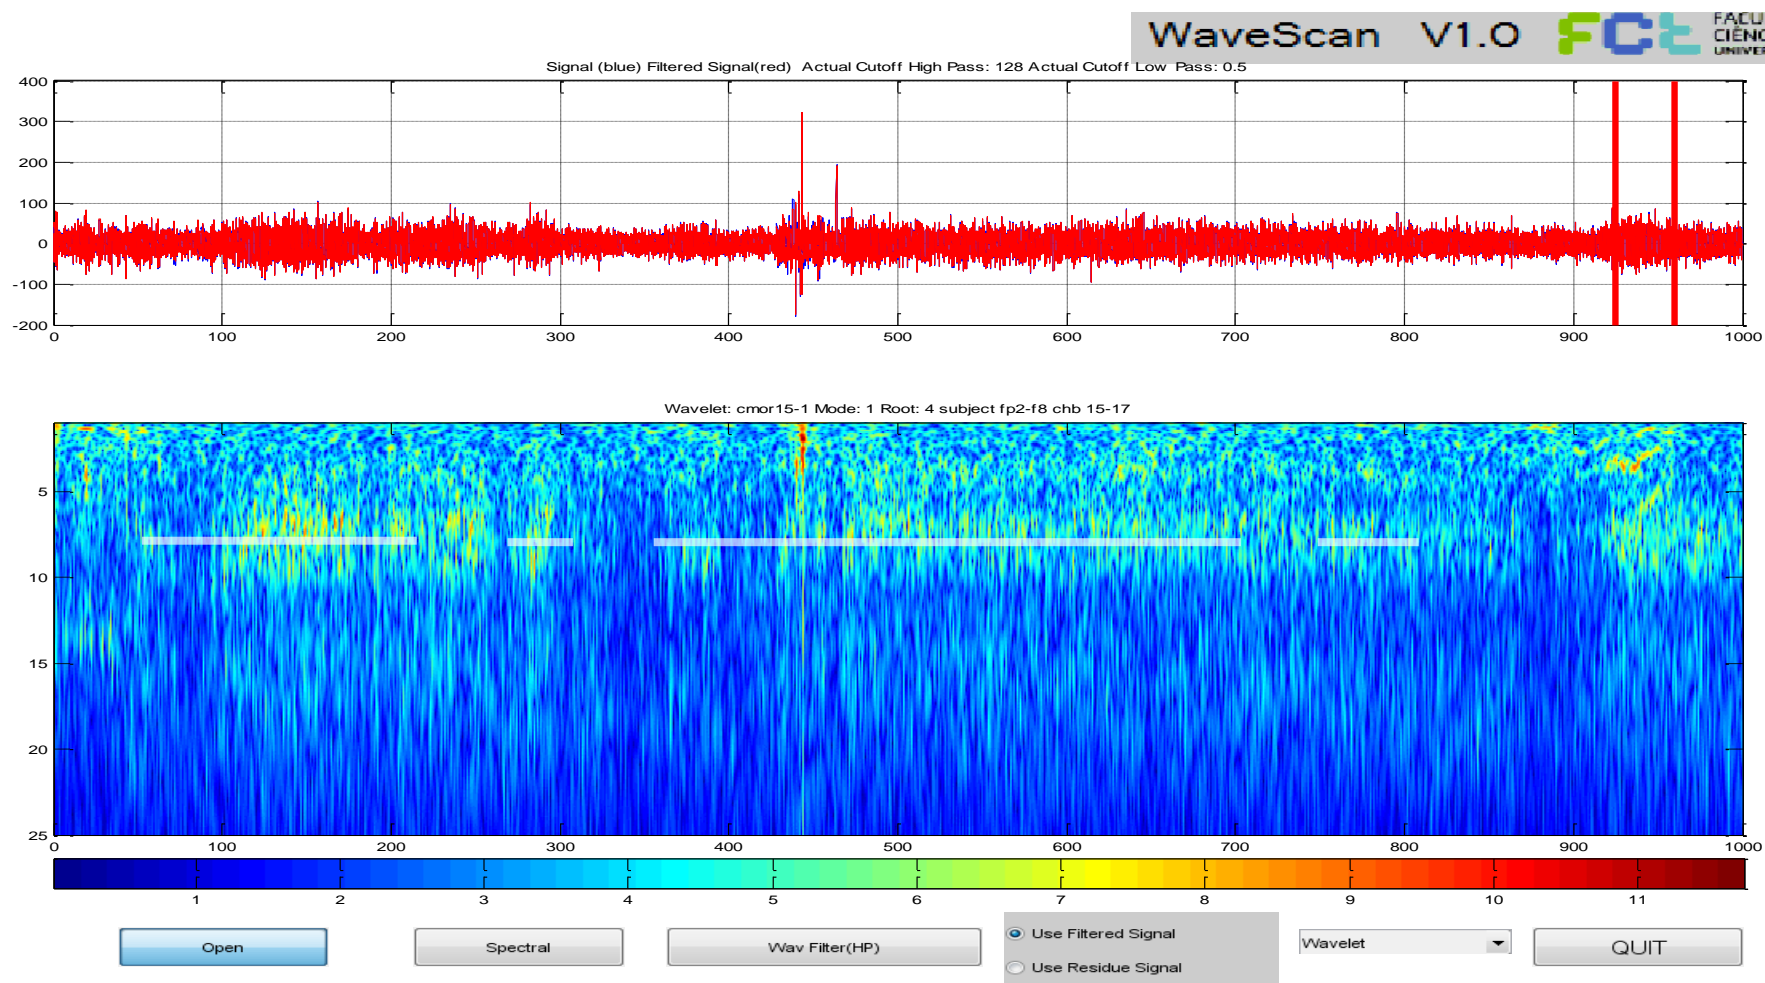 WaveScan V1.0
FCt
CIÊNC
UNIVE
Signal (blue) Filtered Signal(red) Actual Cutoff High Pass: 128 Actual Cutoff Low Pass: 0.5
400
300
200
100
0
-100
-200
0 100 200 300 400 500 600 700 800 900 1000
Wavelet: cmor15-1 Mode: 1 Root: 4 subject fp2-f8 chb 15-17
5
10
15
20
25
0 100 200 300 400 500 600 700 800 900 1000
1 2 3 4 5 6 7 8 9 10 11
Open
Spectral
Wav Filter(HP)
Use Filtered Signal
Use Residue Signal
Wavelet
QUIT